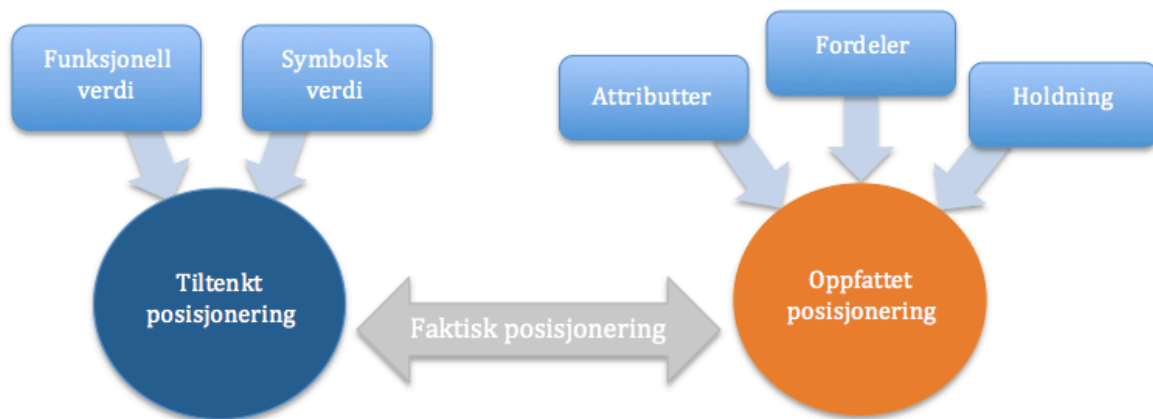 Funksjonell
verdi
Symbolsk
verdi
Attributter
Fordeler
Holdning
Tiltenkt
posisjonering
Faktisk posisjonering
Oppfattet
posisjonering